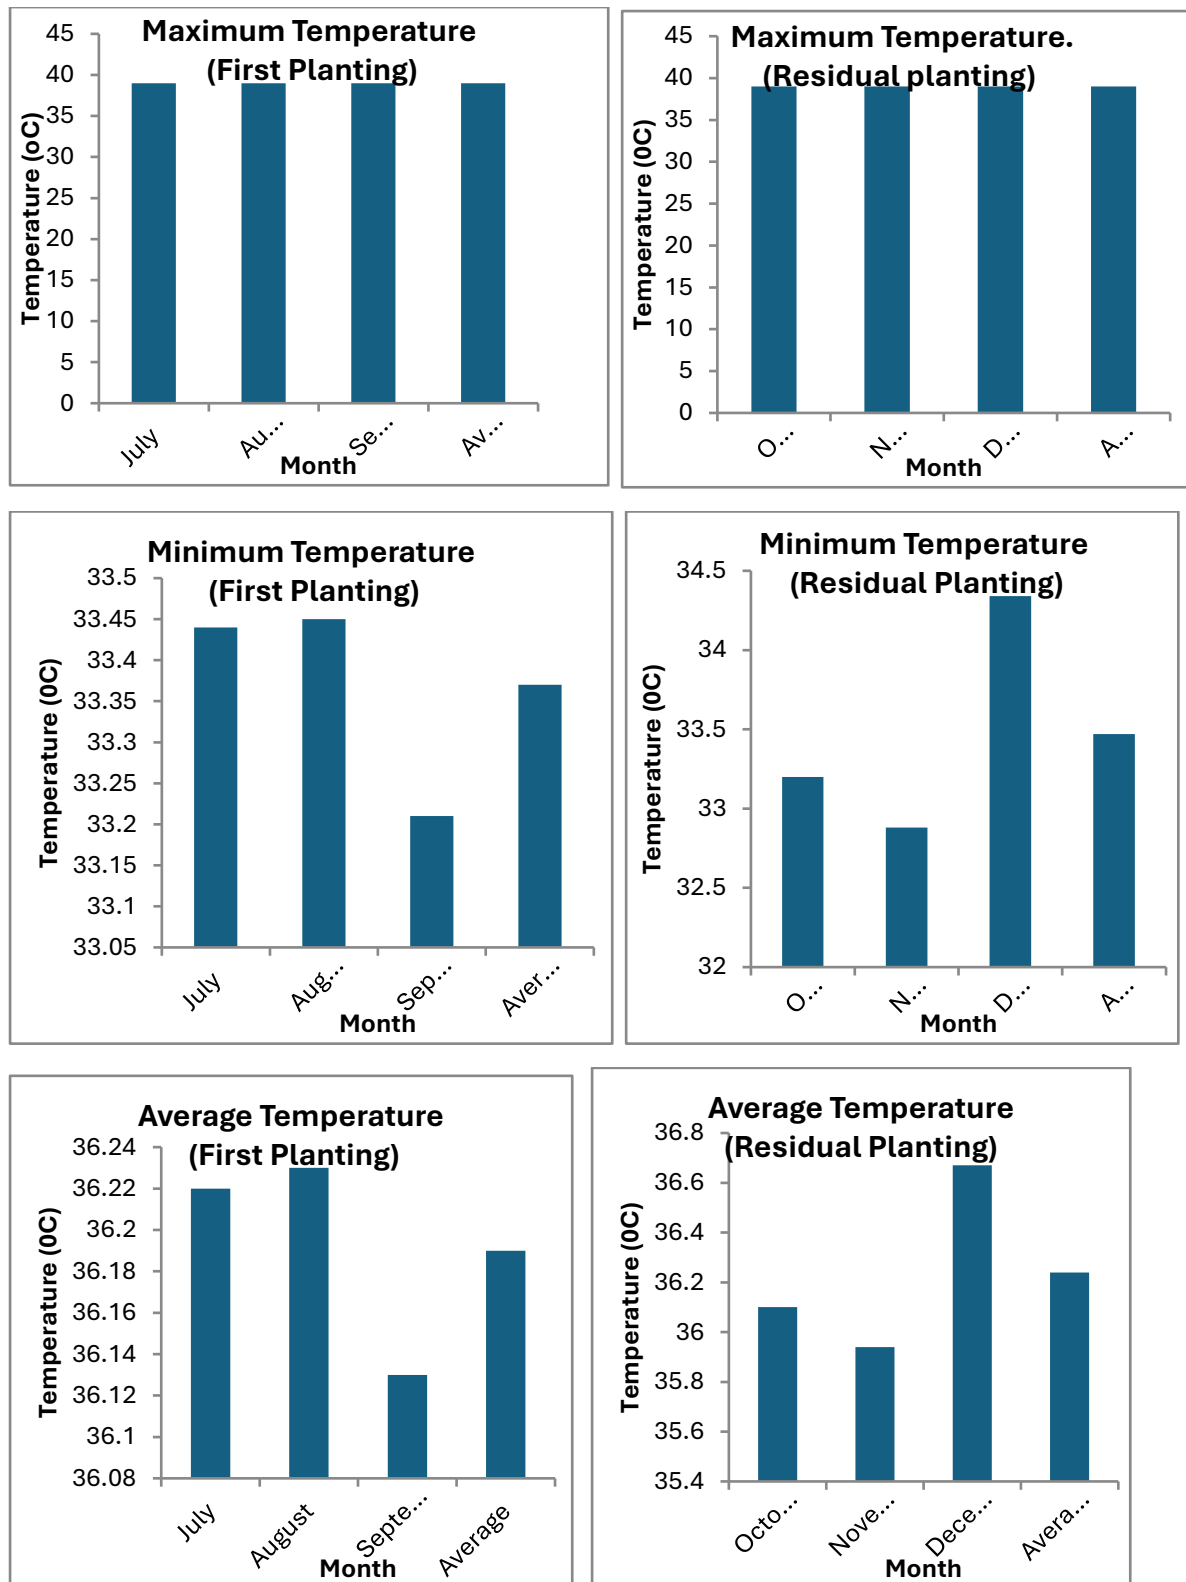 Maximum Temperature
(First Planting)
Temperature (oC)
45
40
35
30
25
20
15
10
5
0
July
Au...
Se...
Av...
Month
Maximum Temperature.
(Residual planting)
Temperature (0C)
45
40
35
30
25
20
15
10
5
0
O...
N...
D...
A...
Month
Minimum Temperature
(First Planting)
Temperature (0C)
33.5
33.45
33.4
33.35
33.3
33.25
33.2
33.15
33.1
33.05
July
Aug...
Sep...
Aver...
Month
Minimum Temperature
(Residual Planting)
Temperature (0C)
34.5
34
33.5
33
32.5
32
O...
N...
D...
A...
Month
Average Temperature
(First Planting)
Temperature (0C)
36.24
36.22
36.2
36.18
36.16
36.14
36.12
36.1
36.08
July
August
Septe...
Average
Month
Average Temperature
(Residual Planting)
Temperature (0C)
36.8
36.6
36.4
36.2
36
35.8
35.6
35.4
Octo...
Nove...
Dece...
Avera...
Month